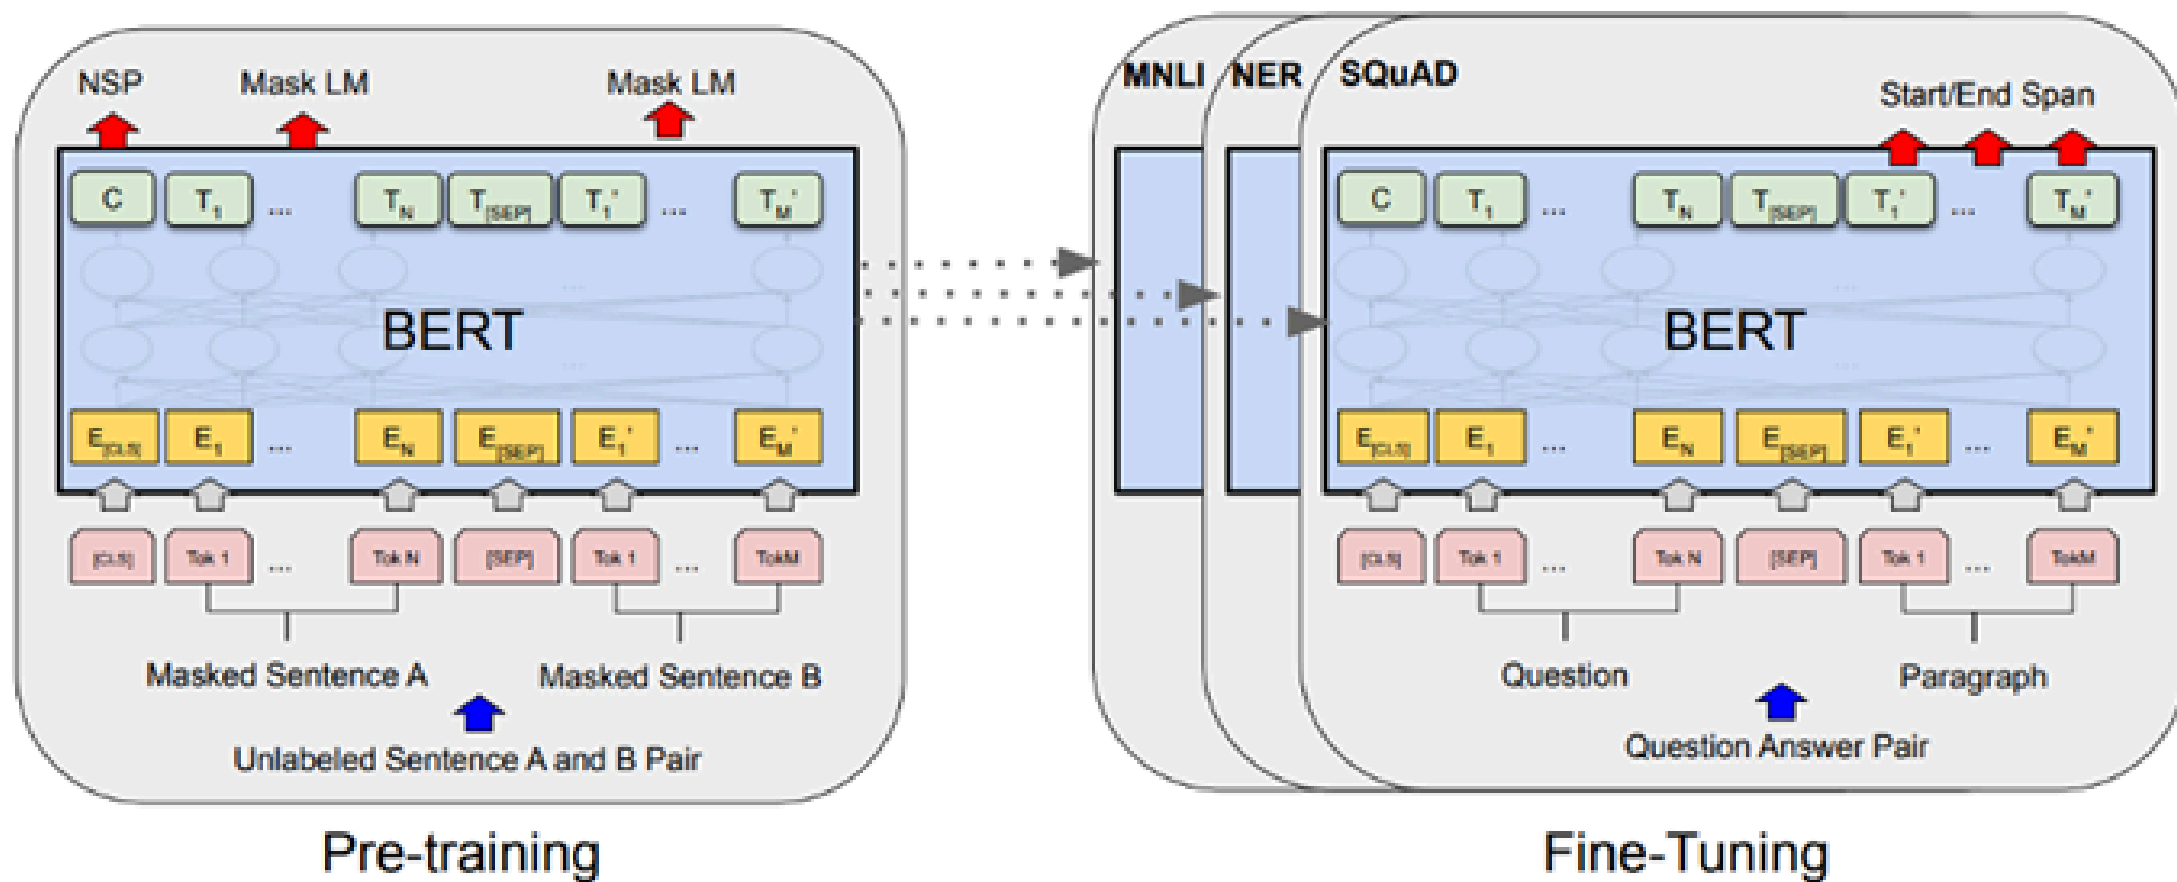 NSP Mask LM Mask LM
C T1 ... TN T[SEP] T1' ... TM'
BERT
E[CLS] E1 ... EN E[SEP] E1' ... EM'
[CLS] Tok 1 ... Tok N [SEP] Tok 1 ... TokM
Masked Sentence A Masked Sentence B
Unlabeled Sentence A and B Pair
Pre-training
MNLI NER SQuAD
Start/End Span
C T1 ... TN T[SEP] T1' ... TM'
BERT
E[CLS] E1 ... EN E[SEP] E1' ... EM'
[CLS] Tok 1 ... Tok N [SEP] Tok 1 ... TokM
Question Paragraph
Question Answer Pair
Fine-Tuning